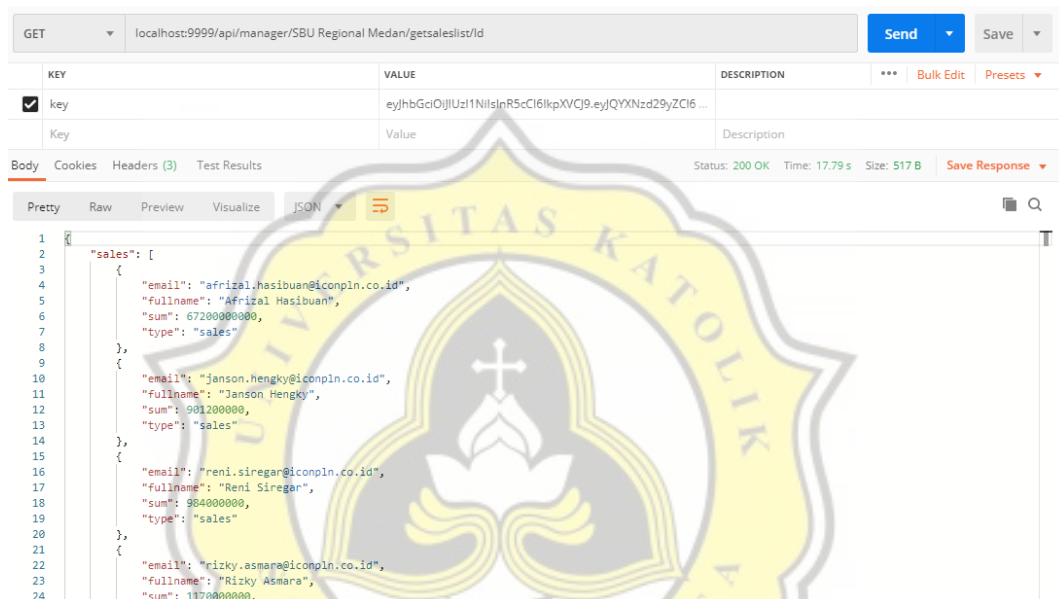 GET localhost:9999/api/manager/SBU Regional Medan/getsaleslist/Id Send Save
KEY VALUE DESCRIPTION ••• Bulk Edit Presets
key eyJhbGciOiJIUzI1NiIsInR5cCI6IkpXVCJ9.eyJQYXNzd29yZCI6 ...
Key Value Description
Body Cookies Headers (3) Test Results Status: 200 OK Time: 17.79 s Size: 517 B Save Response
Pretty Raw Preview Visualize JSON
1 {
2 "sales": [
3 {
4 "email": "afrizal.hasibuan@iconpln.co.id",
5 "fullname": "Afrizal Hasibuan",
6 "sum": 67200000000,
7 "type": "sales"
8 },
9 {
10 "email": "janson.hengky@iconpln.co.id",
11 "fullname": "Janson Hengky",
12 "sum": 901200000,
13 "type": "sales"
14 },
15 {
16 "email": "reni.siregar@iconpln.co.id",
17 "fullname": "Reni Siregar",
18 "sum": 984000000,
19 "type": "sales"
20 },
21 {
22 "email": "rizky.asmara@iconpln.co.id",
23 "fullname": "Rizky Asmara",
24 "sum": 1170000000,
UNIVERSITAS KATOLIK